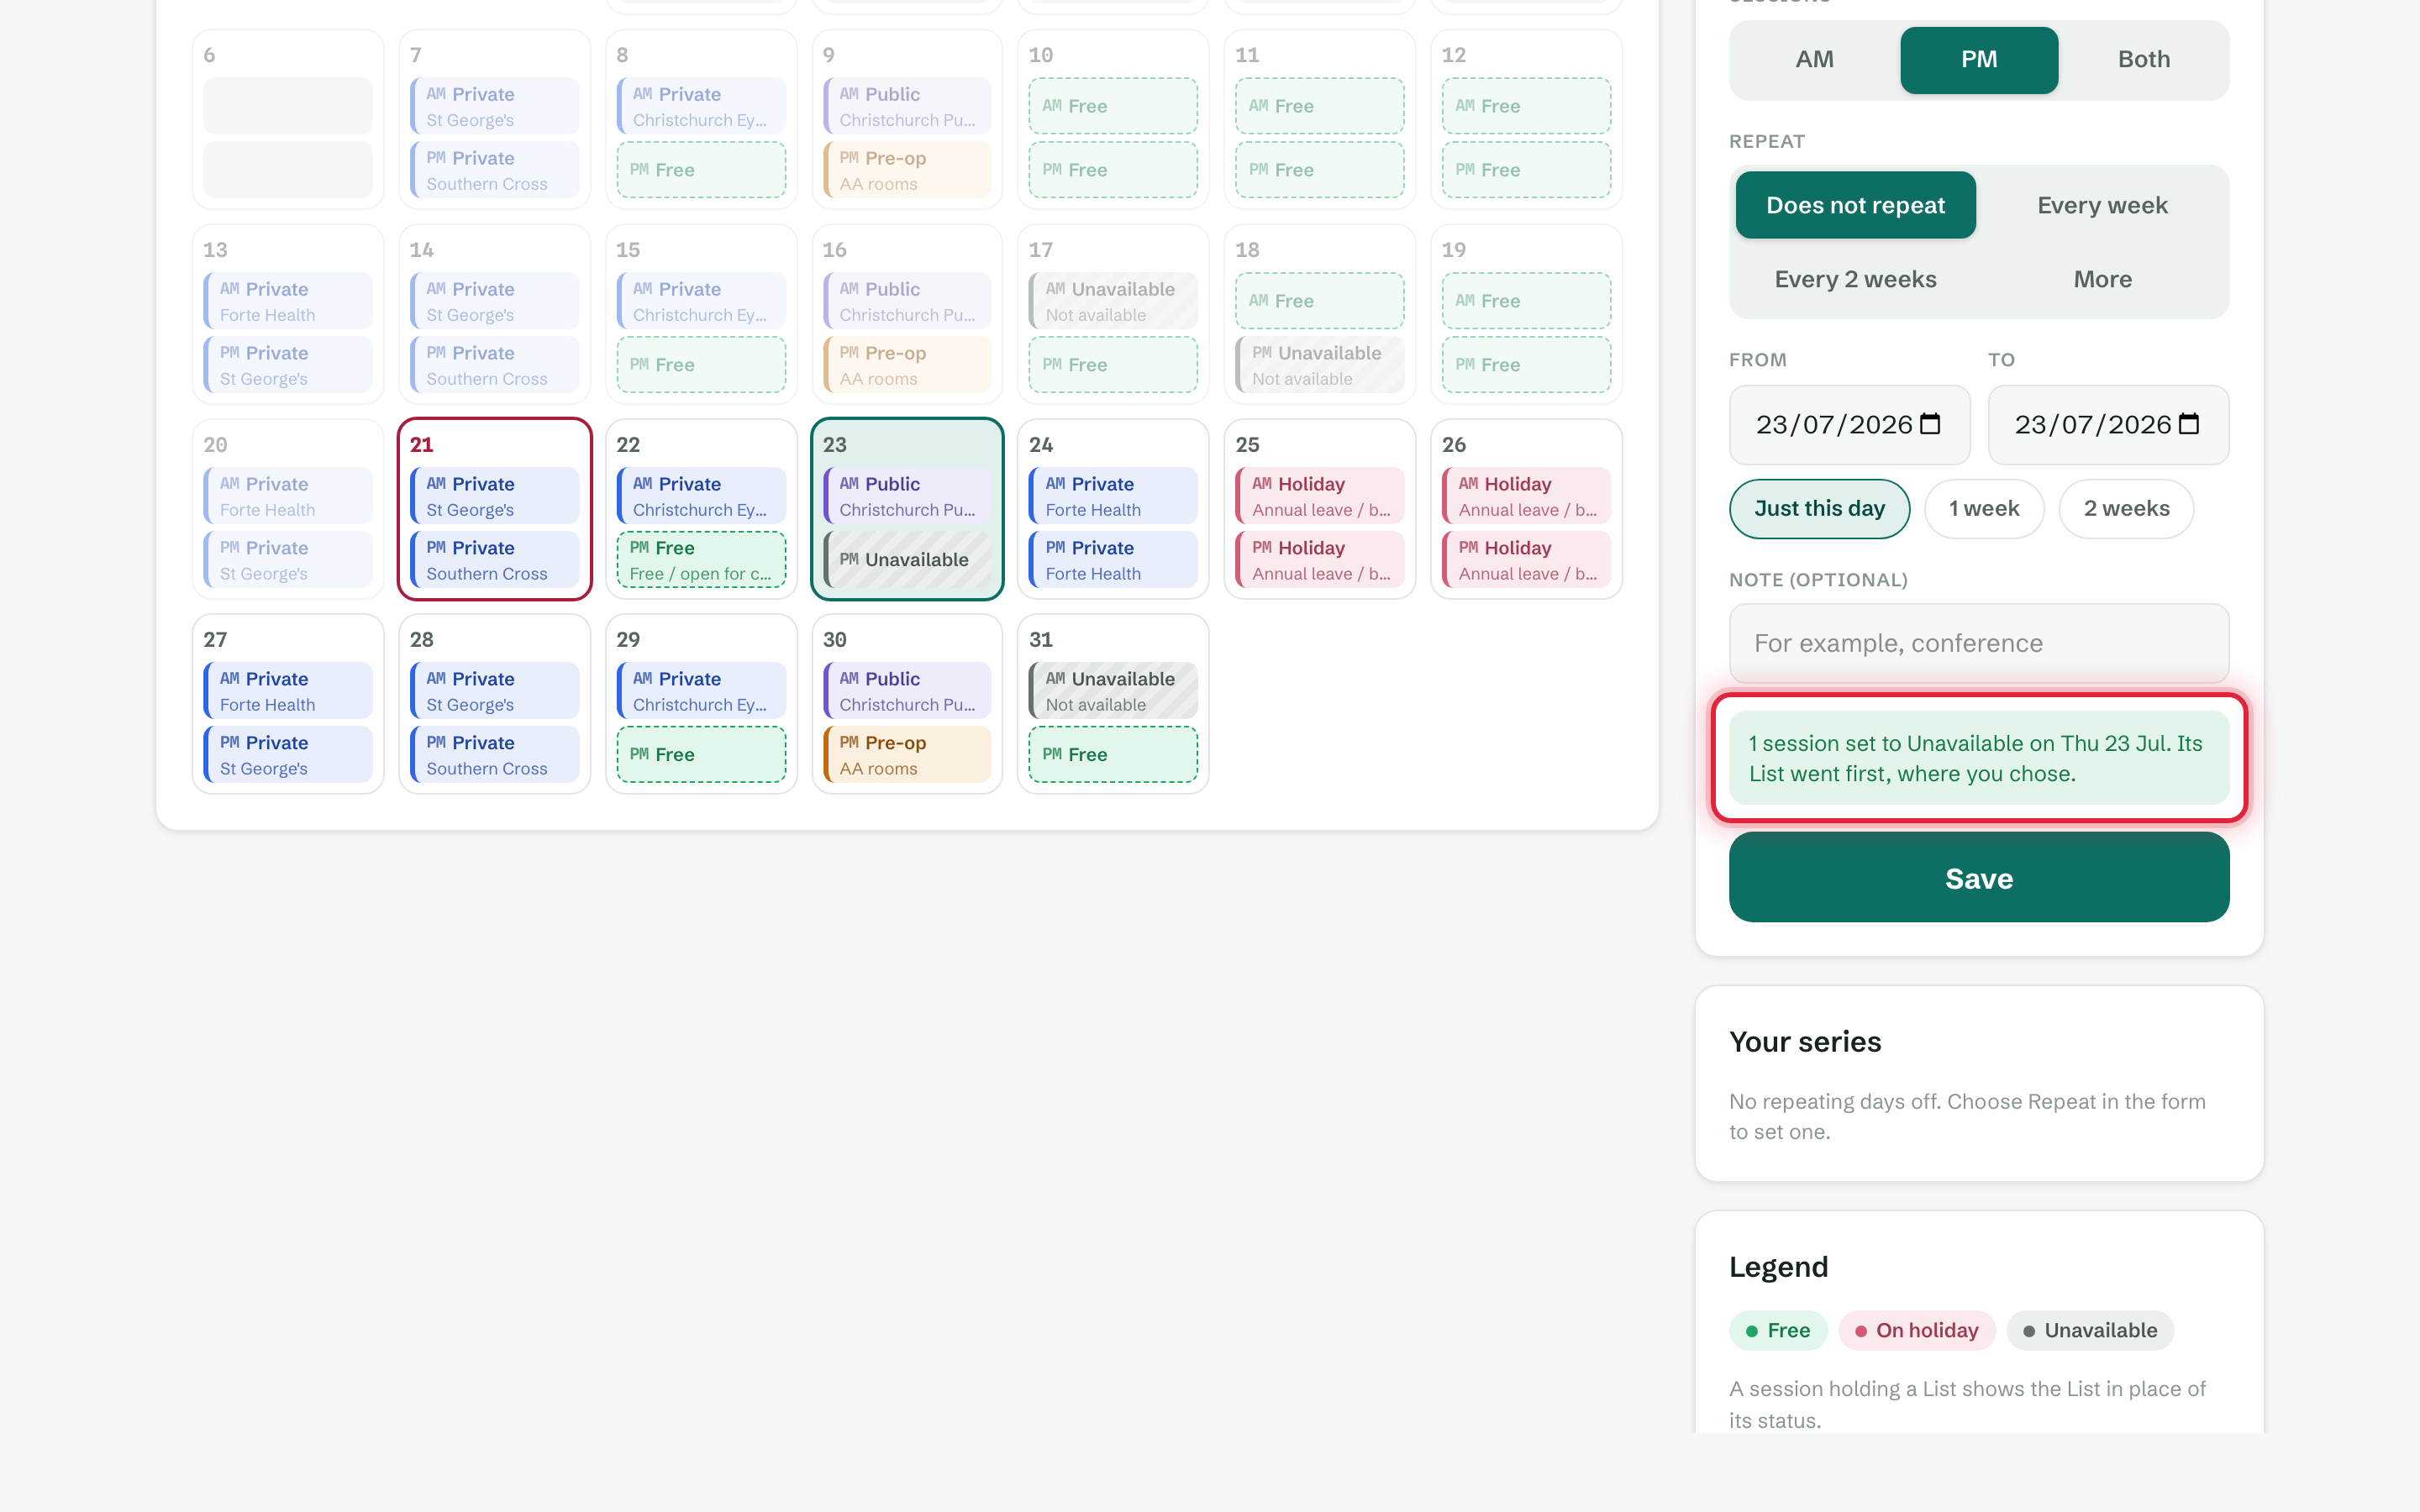 6
7
AM Private
St George's
PM Private
Southern Cross
8
AM Private
Christchurch Ey...
PM Free
9
AM Public
Christchurch Pu...
PM Pre-op
AA rooms
10
AM Free
PM Free
11
AM Free
PM Free
12
AM Free
PM Free
13
AM Private
Forte Health
PM Private
St George's
14
AM Private
St George's
PM Private
Southern Cross
15
AM Private
Christchurch Ey...
PM Free
16
AM Public
Christchurch Pu...
PM Pre-op
AA rooms
17
AM Unavailable
Not available
PM Free
18
AM Free
PM Unavailable
Not available
19
AM Free
PM Free
20
AM Private
Forte Health
PM Private
St George's
21
AM Private
St George's
PM Private
Southern Cross
22
AM Private
Christchurch Ey...
PM Free
Free / open for c...
23
AM Public
Christchurch Pu...
PM Unavailable
24
AM Private
Forte Health
PM Private
Forte Health
25
AM Holiday
Annual leave / b...
PM Holiday
Annual leave / b...
26
AM Holiday
Annual leave / b...
PM Holiday
Annual leave / b...
27
AM Private
Forte Health
PM Private
St George's
28
AM Private
St George's
PM Private
Southern Cross
29
AM Private
Christchurch Ey...
PM Free
30
AM Public
Christchurch Pu...
PM Pre-op
AA rooms
31
AM Unavailable
Not available
PM Free
AM PM Both
REPEAT
Does not repeat Every week
Every 2 weeks More
FROM TO
23/07/2026 23/07/2026
Just this day 1 week 2 weeks
NOTE (OPTIONAL)
For example, conference
1 session set to Unavailable on Thu 23 Jul. Its
List went first, where you chose.
Save
Your series
No repeating days off. Choose Repeat in the form
to set one.
Legend
Free On holiday Unavailable
A session holding a List shows the List in place of
its status.